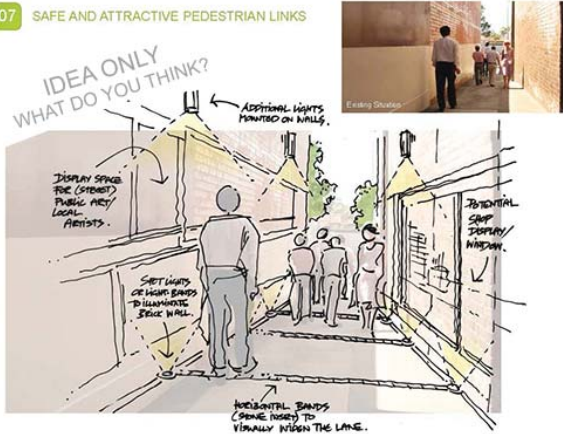 07 SAFE AND ATTRACTIVE PEDESTRIAN LINKS
IDEA ONLY
WHAT DO YOU THINK?
Existing Situation
ADDITIONAL LIGHTS
MOUNTED ON WALLS.
DISPLAY SPACE
FOR (STREET)
PUBLIC ART/
LOCAL
ARTISTS.
POTENTIAL
SHOP
DISPLAY/
WINDOW.
SPOT LIGHTS
OR LIGHT BANDS
TO ILLUMINATE
BRICK WALL.
HORIZONTAL BANDS
(STONE INSERT) TO
VISUALLY WIDEN THE LANE.